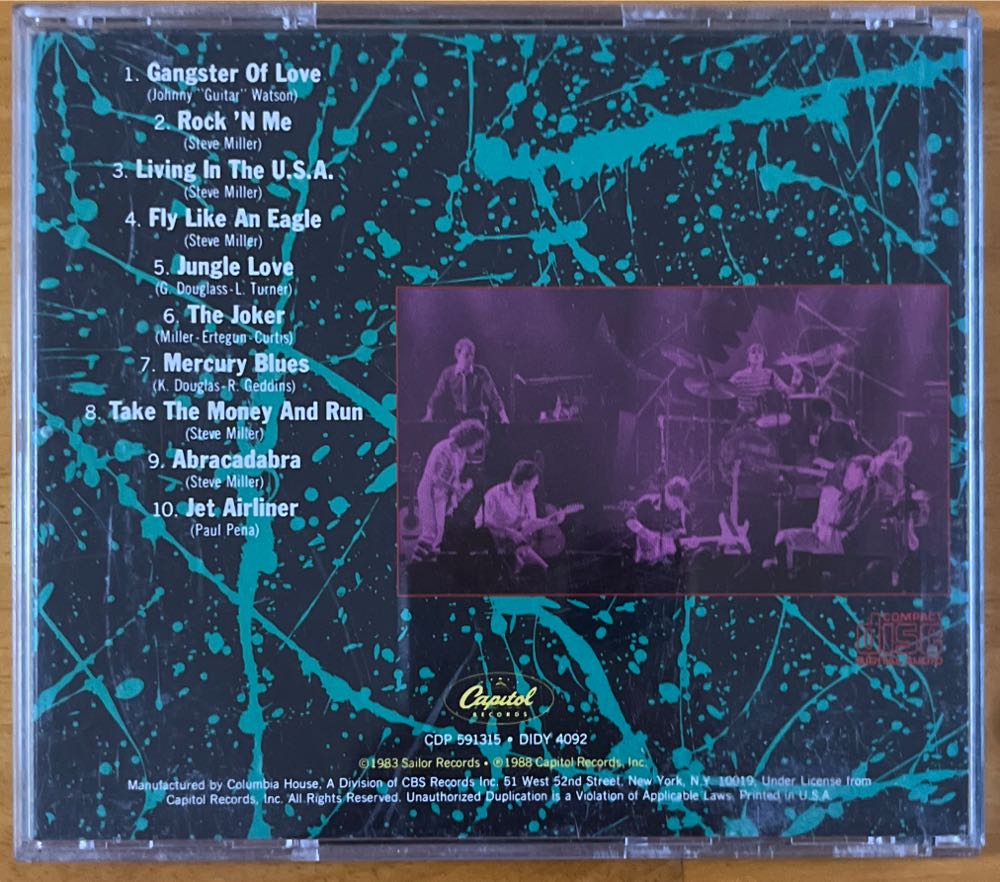 1. Gangster Of Love
(Johnny "Guitar" Watson)
2. Rock 'N Me
(Steve Miller)
3. Living In The U.S.A.
(Steve Miller)
4. Fly Like An Eagle
(Steve Miller)
5. Jungle Love
(G. Douglass-L. Turner)
6. The Joker
(Miller-Ertegun-Curtis)
7. Mercury Blues
(K. Douglas-R. Geddins)
8. Take The Money And Run
(Steve Miller)
9. Abracadabra
(Steve Miller)
10. Jet Airliner
(Paul Pena)
COMPACT
disc
DIGITAL AUDIO
Capitol
RECORDS
CDP 591315 • DIDY 4092
©1983 Sailor Records • ℗1988 Capitol Records, Inc.
Manufactured by Columbia House, A Division of CBS Records Inc. 51 West 52nd Street, New York, N.Y. 10019, Under License from
Capitol Records, Inc. All Rights Reserved. Unauthorized Duplication is a Violation of Applicable Laws. Printed in U.S.A.